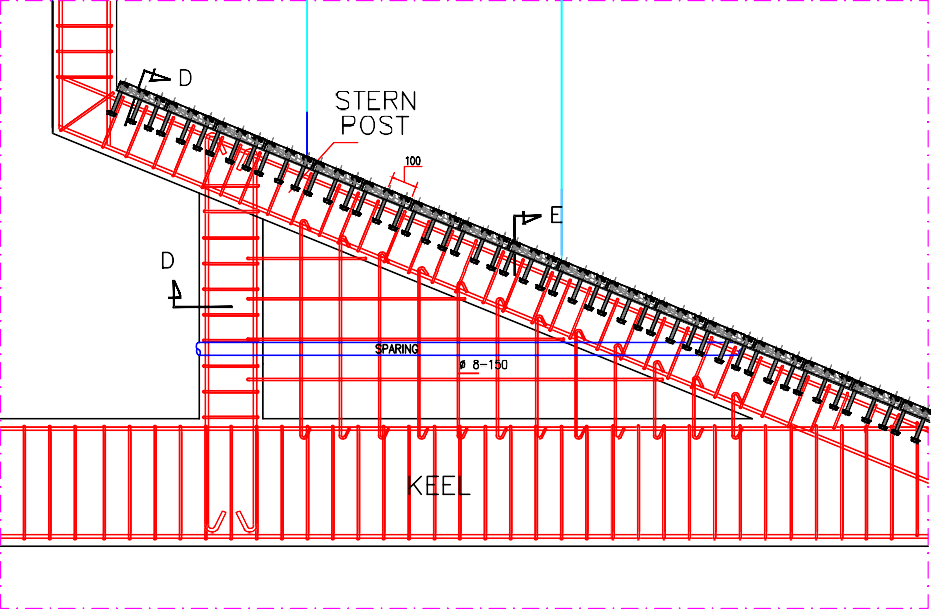 D
STERN
POST
100
E
D
SPARING
ø 8-150
KEEL